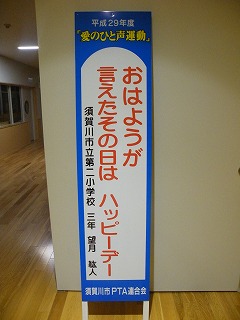 平成29年度
『愛のひと声運動』
おはようが
言えたその日は ハッピーデー
須賀川市立第二小学校 三年 望月 紘人
須賀川市PTA連合会